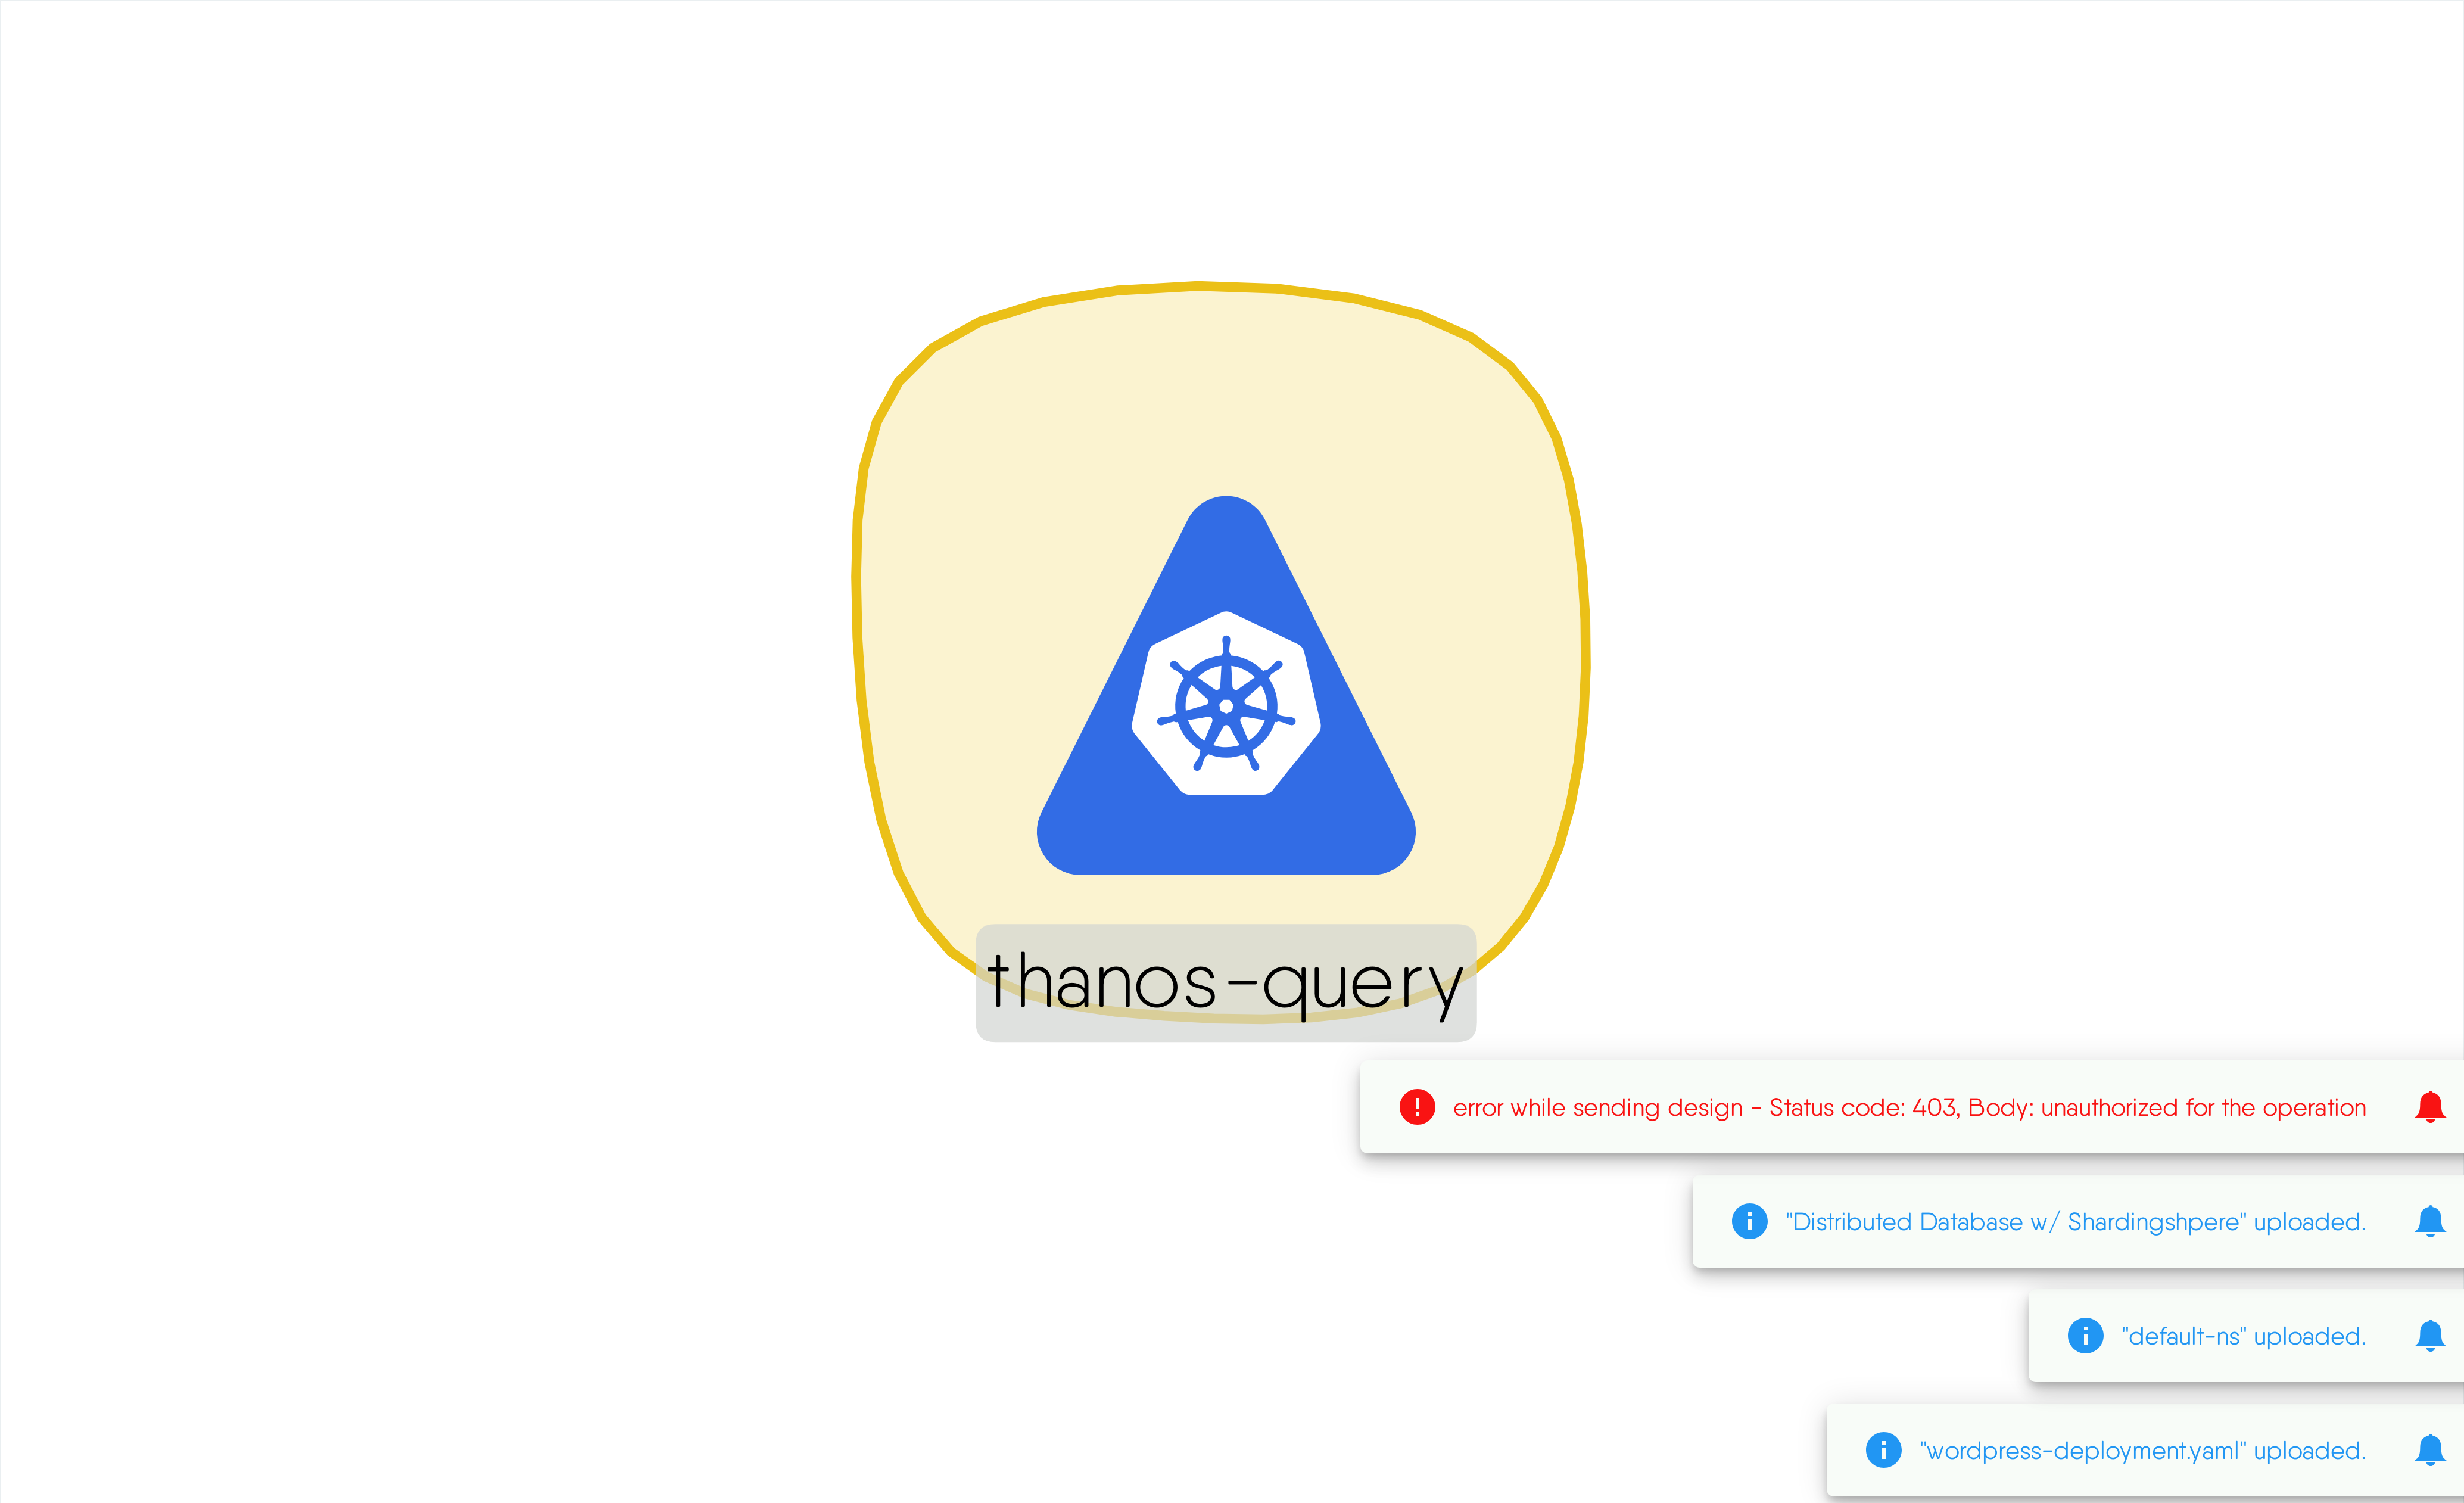 thanos-query
error while sending design - Status code: 403, Body: unauthorized for the operation
"Distributed Database w/ Shardingshpere" uploaded.
"default-ns" uploaded.
"wordpress-deployment.yaml" uploaded.